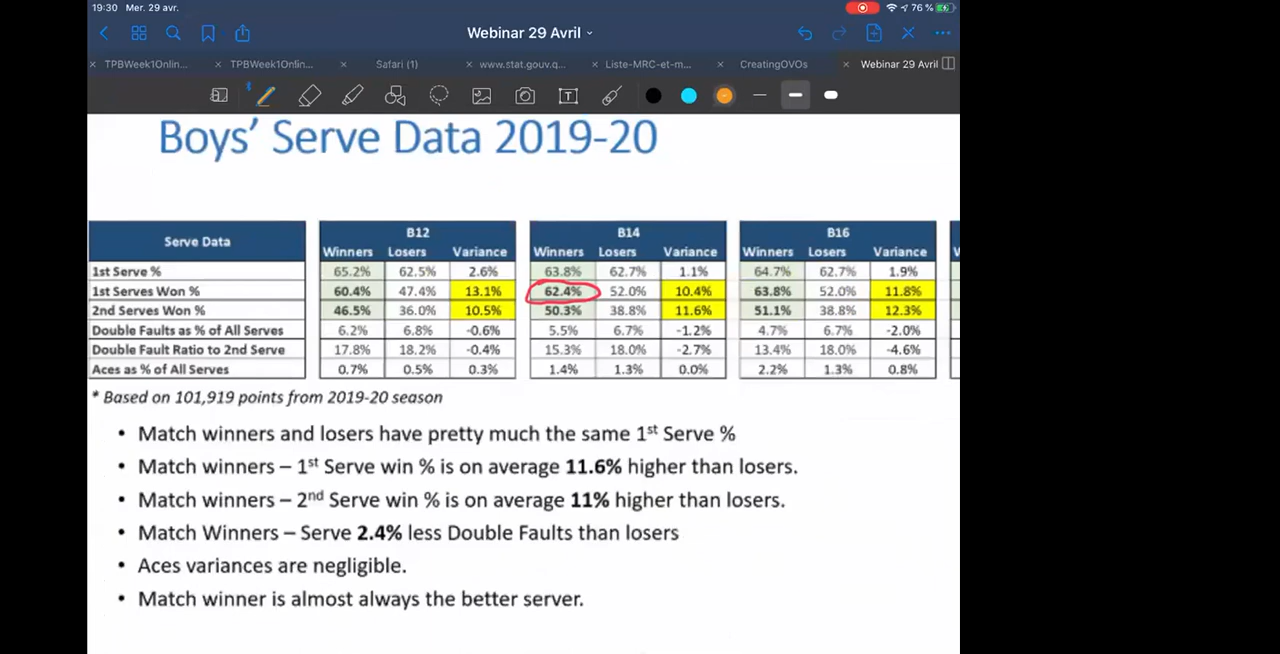 19:30 Mer. 29 avr. 76 %
Webinar 29 Avril
TPBWeek1Onlin... TPBWeek1Onlin... Safari (1) www.stat.gouv.q... Liste-MRC-et-m... CreatingOVOs Webinar 29 Avril
Boys' Serve Data 2019-20
Serve Data B12 B14 B16
Winners Losers Variance Winners Losers Variance Winners Losers Variance
1st Serve % 65.2% 62.5% 2.6% 63.8% 62.7% 1.1% 64.7% 62.7% 1.9%
1st Serves Won % 60.4% 47.4% 13.1% 62.4% 52.0% 10.4% 63.8% 52.0% 11.8%
2nd Serves Won % 46.5% 36.0% 10.5% 50.3% 38.8% 11.6% 51.1% 38.8% 12.3%
Double Faults as % of All Serves 6.2% 6.8% -0.6% 5.5% 6.7% -1.2% 4.7% 6.7% -2.0%
Double Fault Ratio to 2nd Serve 17.8% 18.2% -0.4% 15.3% 18.0% -2.7% 13.4% 18.0% -4.6%
Aces as % of All Serves 0.7% 0.5% 0.3% 1.4% 1.3% 0.0% 2.2% 1.3% 0.8%
* Based on 101,919 points from 2019-20 season
• Match winners and losers have pretty much the same 1st Serve %
• Match winners – 1st Serve win % is on average 11.6% higher than losers.
• Match winners – 2nd Serve win % is on average 11% higher than losers.
• Match Winners – Serve 2.4% less Double Faults than losers
• Aces variances are negligible.
• Match winner is almost always the better server.